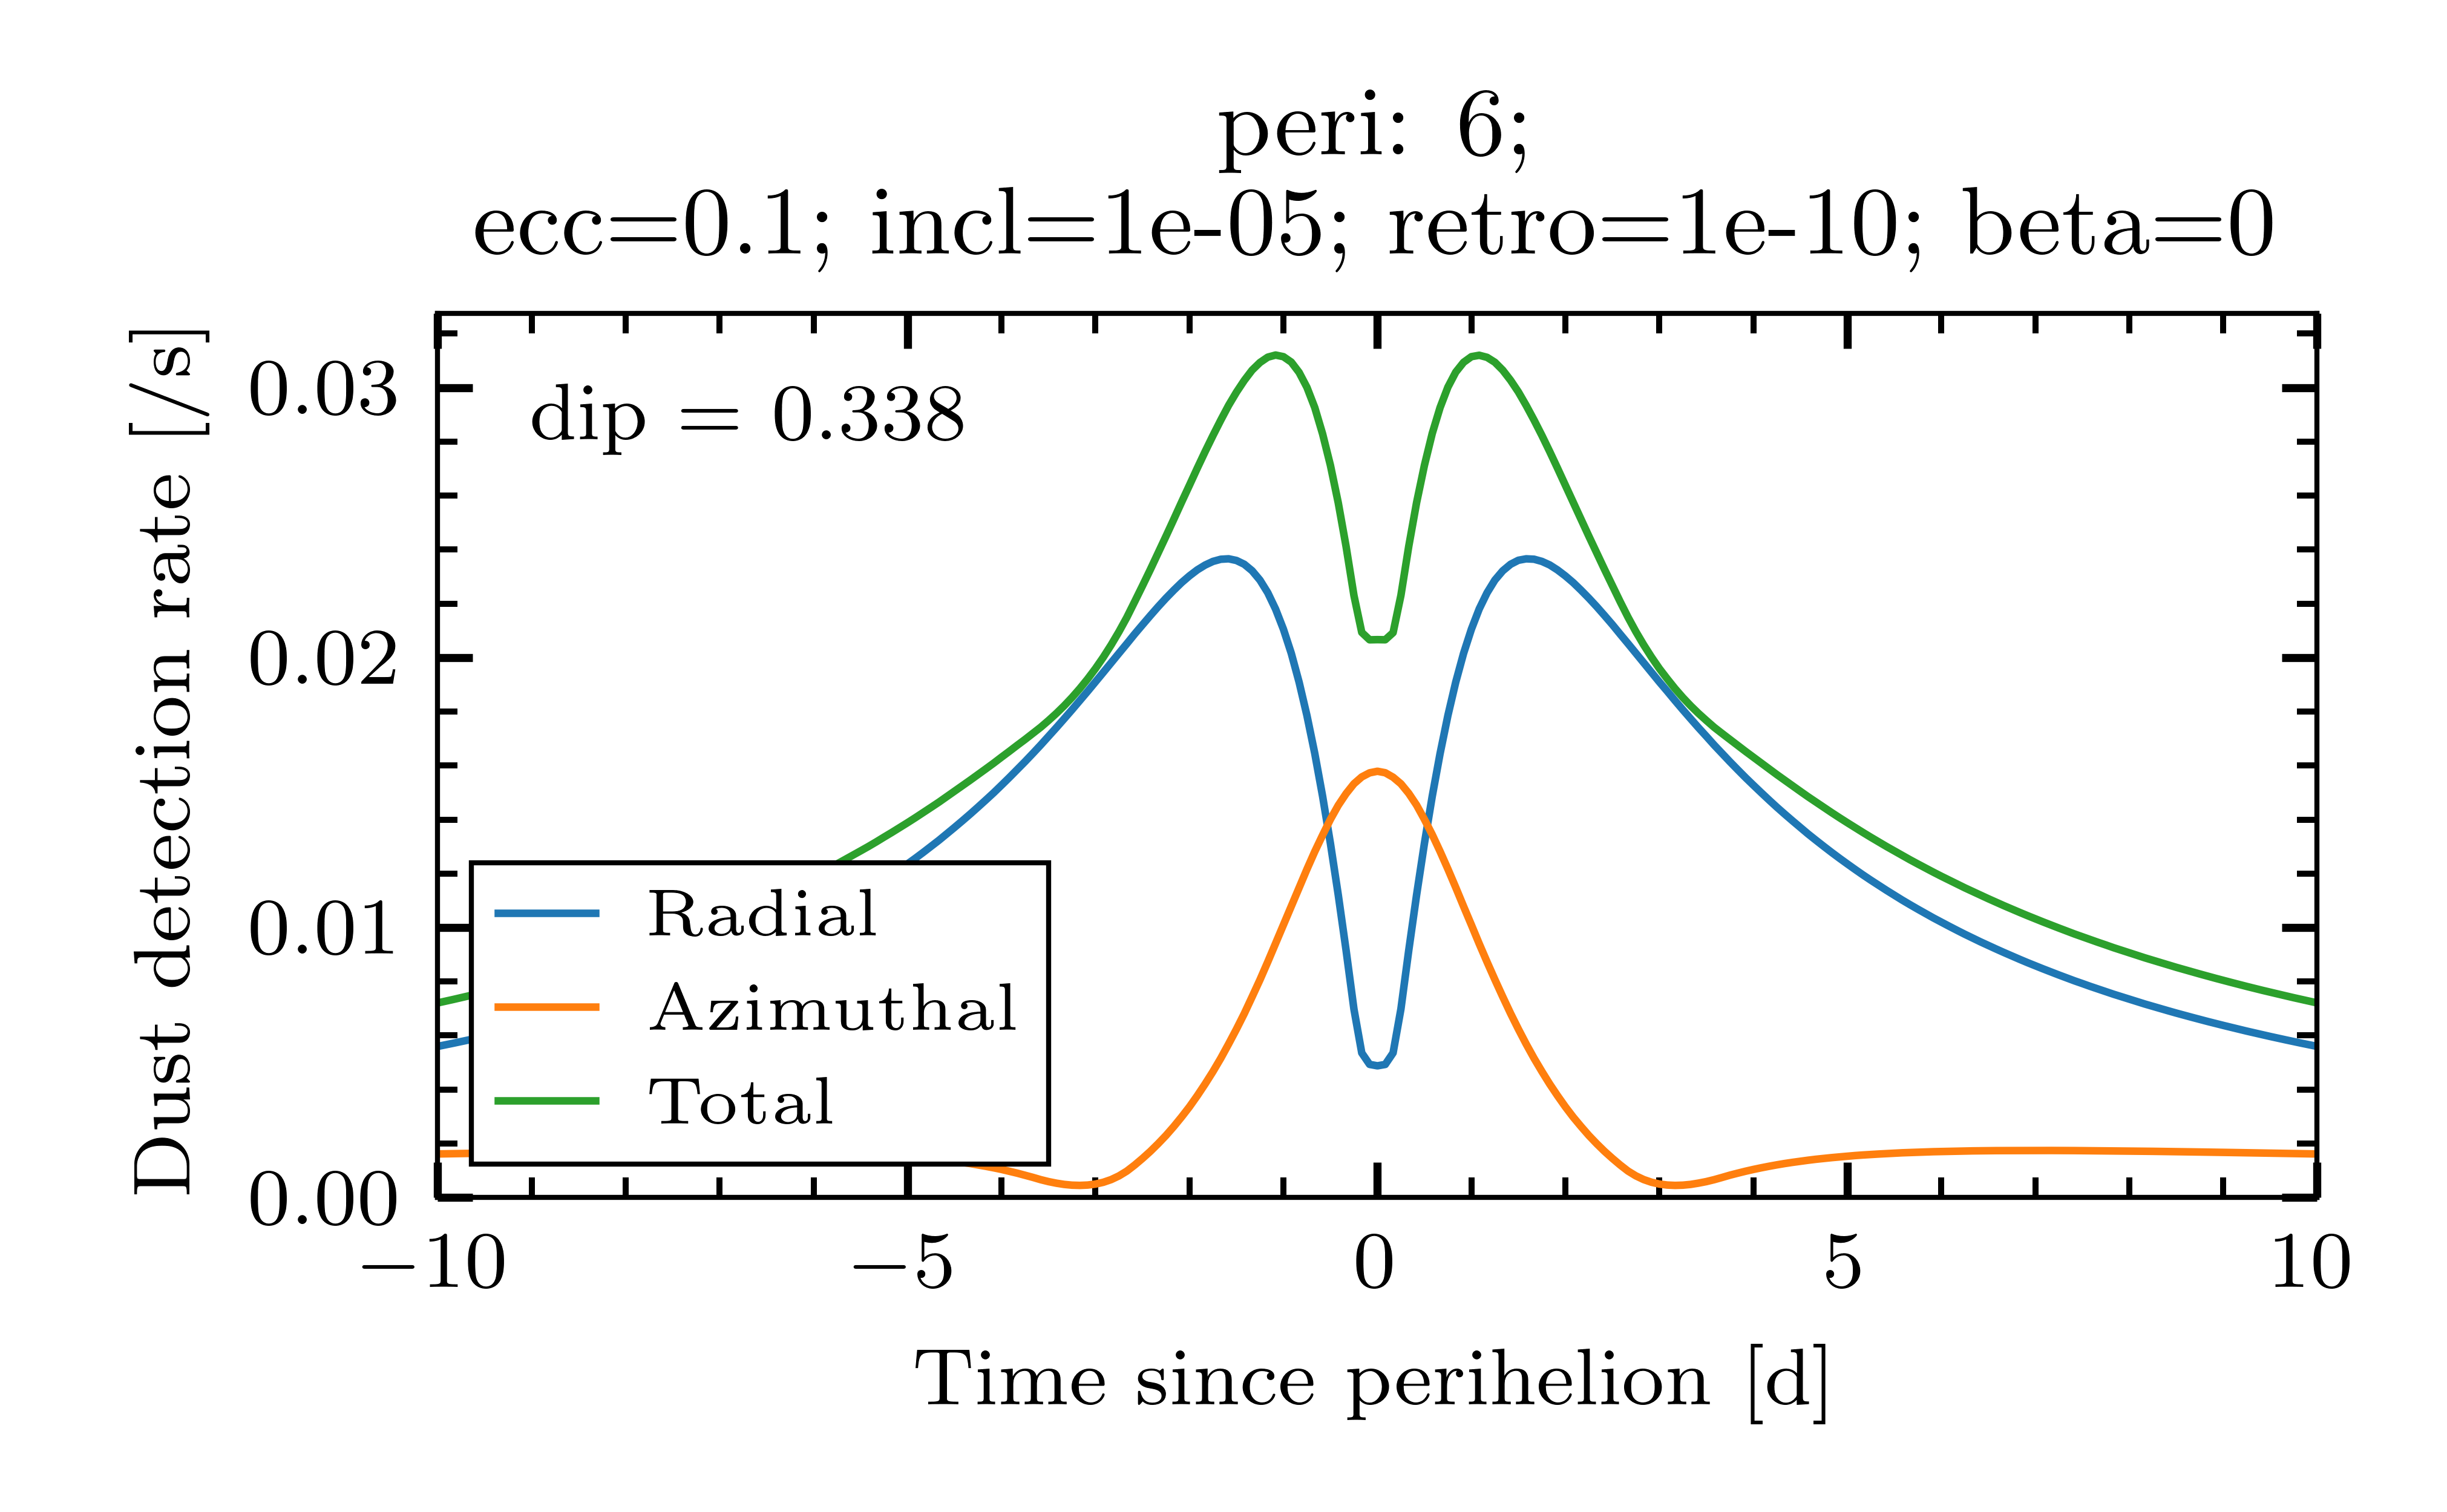 peri: 6;
ecc=0.1; incl=1e-05; retro=1e-10; beta=0
Dust detection rate [/s]
0.03
0.02
0.01
0.00
dip = 0.338
Radial
Azimuthal
Total
−10
−5
0
5
10
Time since perihelion [d]